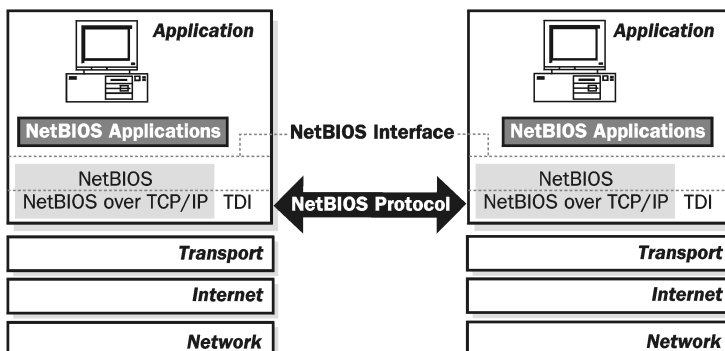 Application
Application
NetBIOS Applications
NetBIOS Interface
NetBIOS Applications
NetBIOS
NetBIOS over TCP/IP TDI
NetBIOS Protocol
NetBIOS
NetBIOS over TCP/IP TDI
Transport
Transport
Internet
Internet
Network
Network